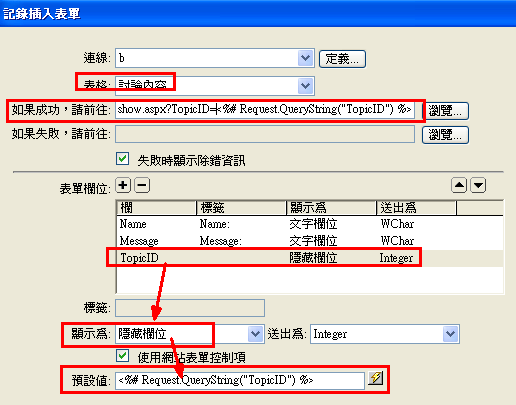 記錄插入表單
連線: b 定義...
表格: 討論內容
如果成功，請前往: show.aspx?TopicID=<%# Request.QueryString("TopicID") %> 瀏覽...
如果失敗，請前往: 瀏覽...
失敗時顯示除錯資訊
表單欄位:
欄 標籤 顯示為 送出為
Name Name: 文字欄位 WChar
Message Message: 文字欄位 WChar
TopicID 隱藏欄位 Integer
標籤:
顯示為: 隱藏欄位 送出為: Integer
使用網站表單控制項
預設值: <%# Request.QueryString("TopicID") %>